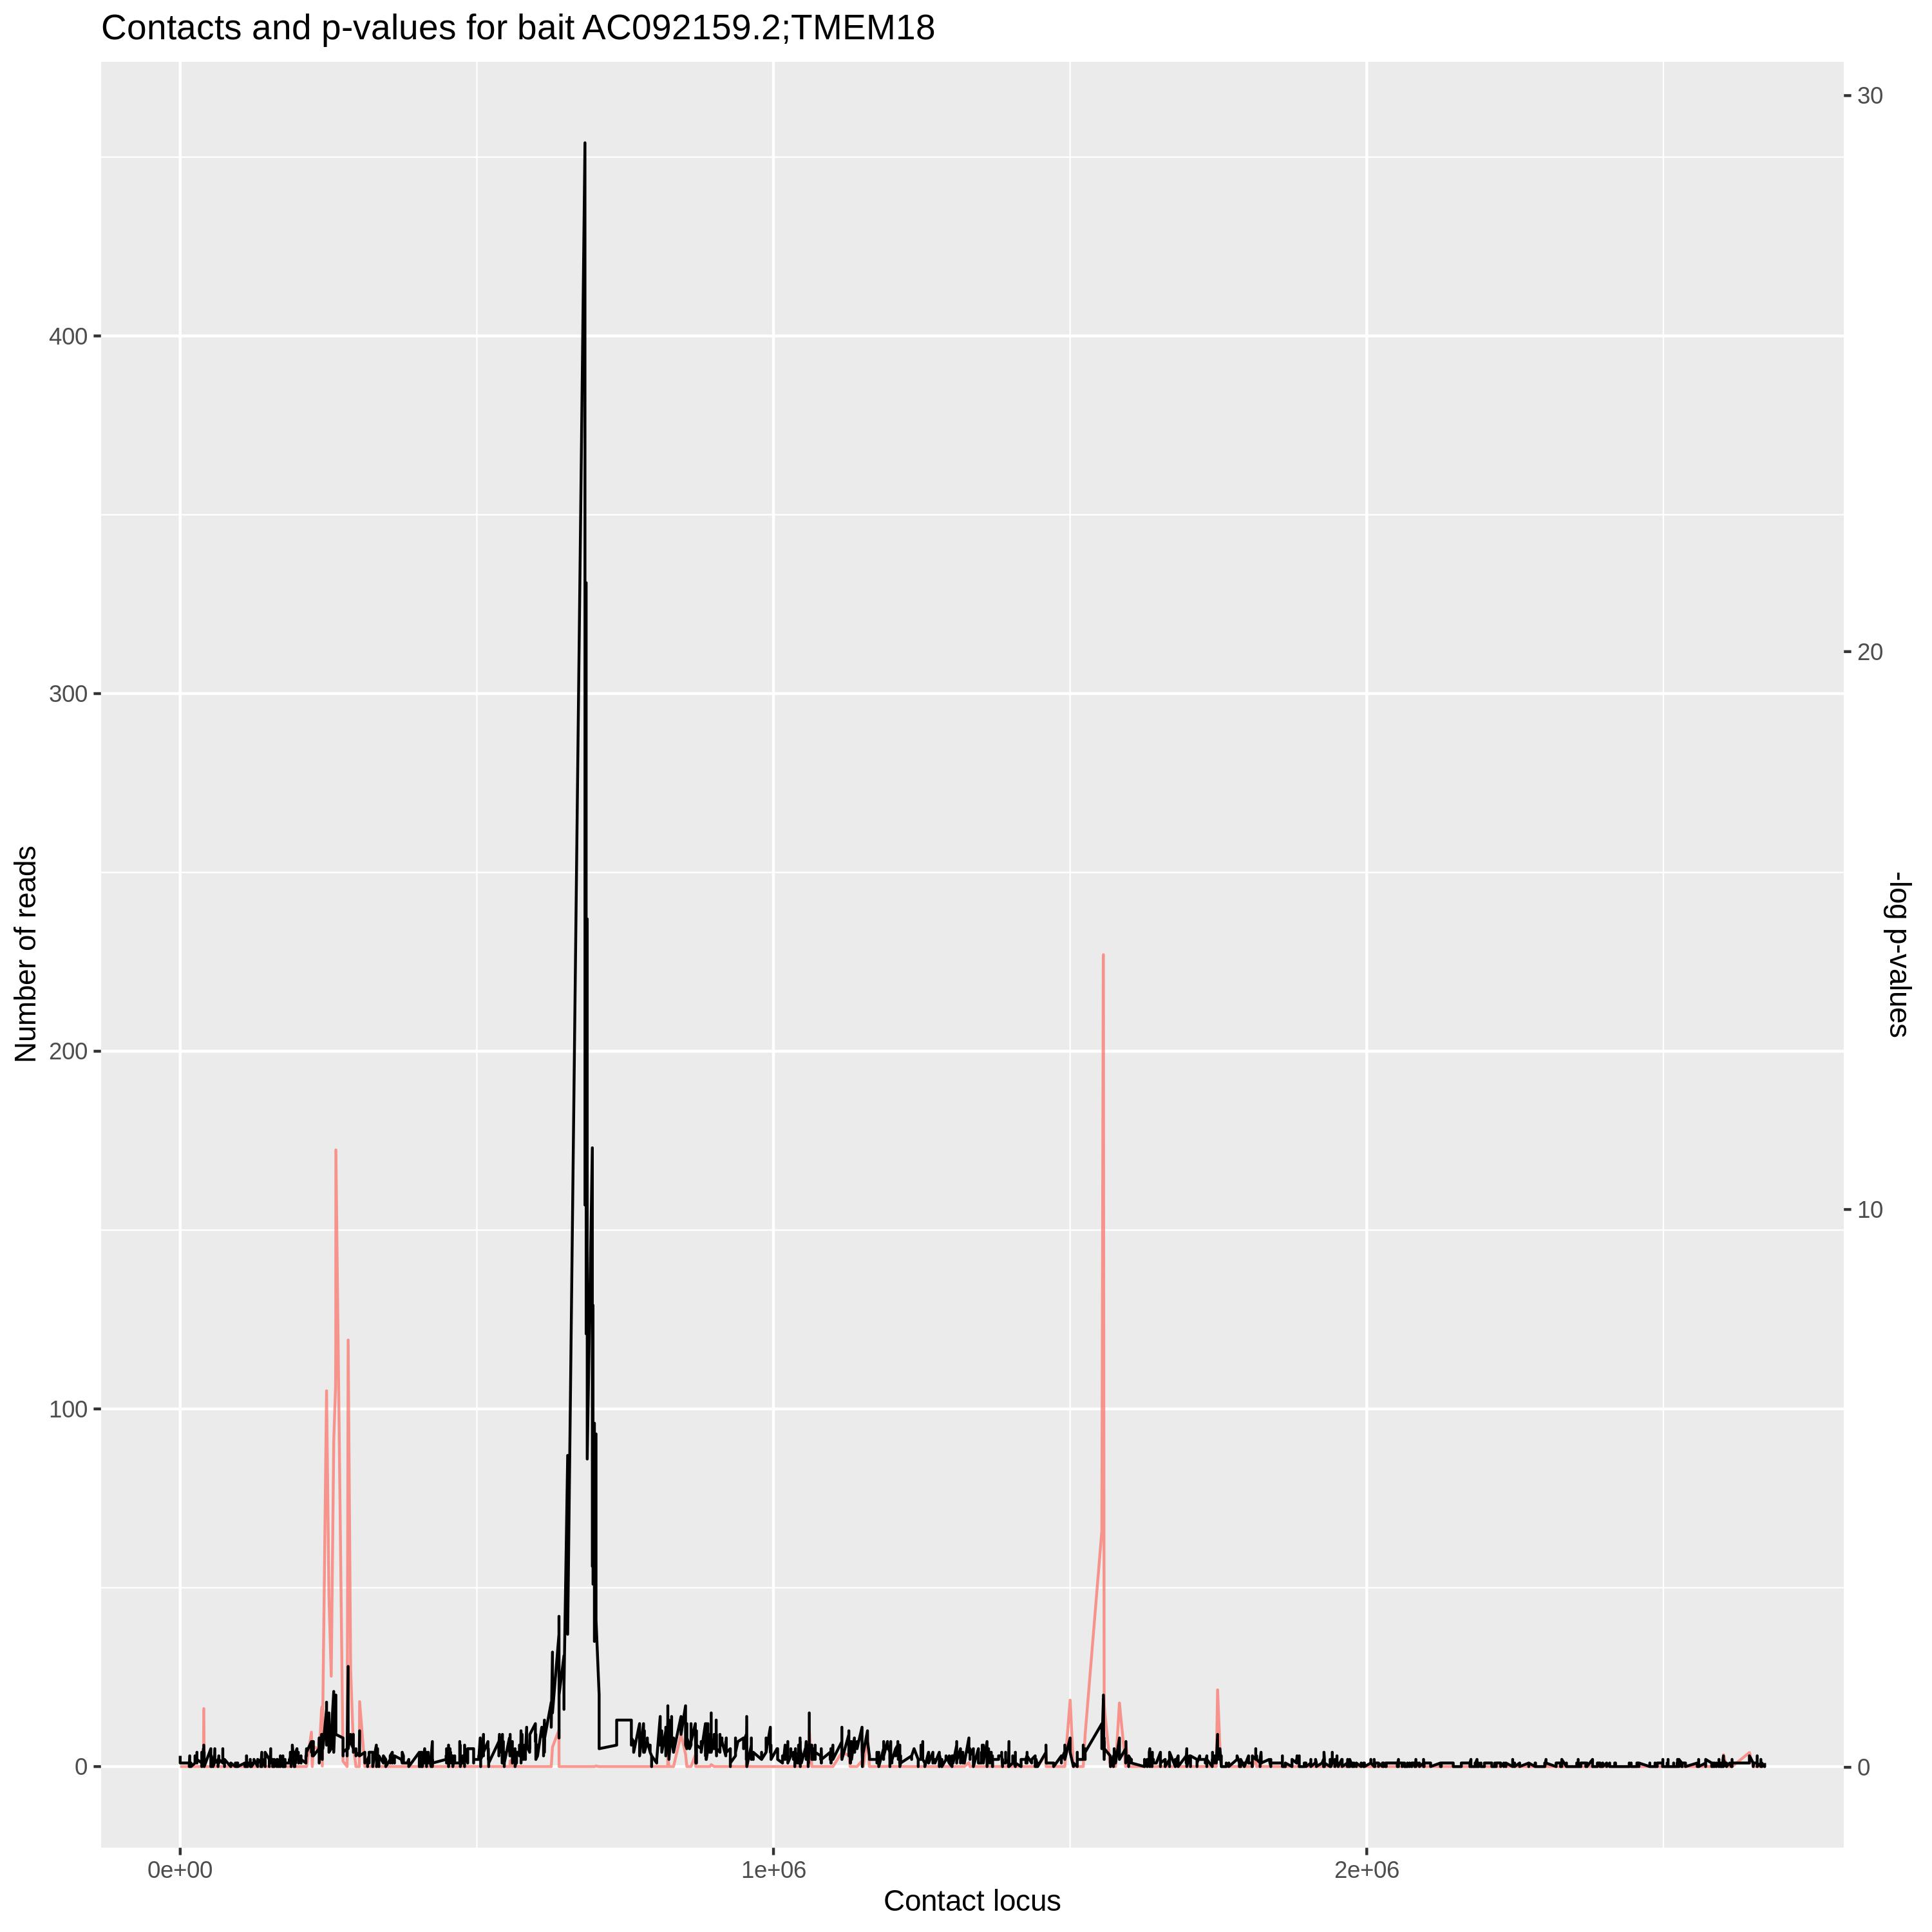 Contacts and p-values for bait AC092159.2;TMEM18
Number of reads
400
300
200
100
0
30
20
10
0
-log p-values
0e+00
1e+06
2e+06
Contact locus